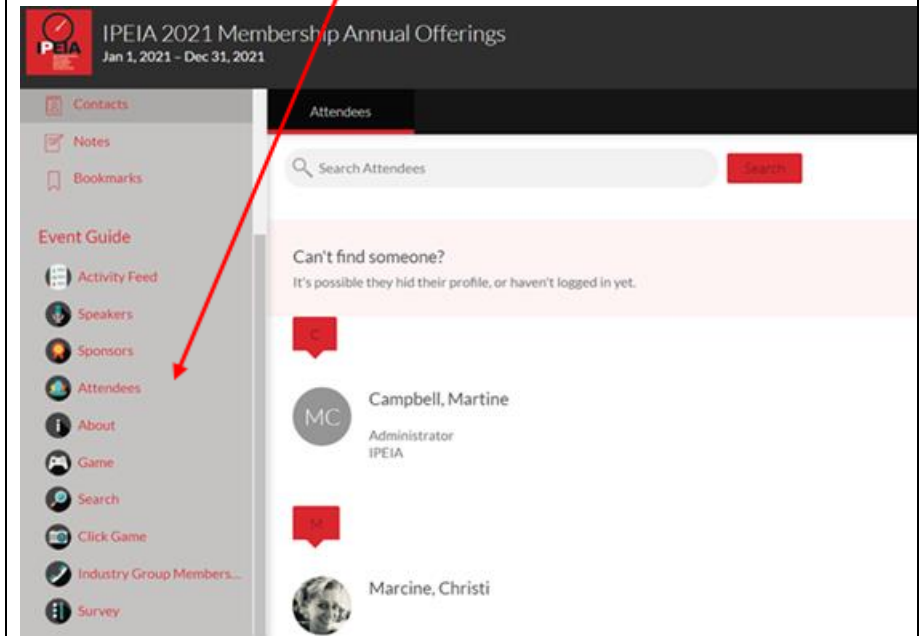 IPEIA
IPEIA 2021 Membership Annual Offerings
Jan 1, 2021 – Dec 31, 2021
Contacts
Notes
Bookmarks
Event Guide
Activity Feed
Speakers
Sponsors
Attendees
About
Game
Search
Click Game
Industry Group Members...
Survey
Attendees
Search Attendees
Search
Can't find someone?
It's possible they hid their profile, or haven't logged in yet.
C
MC
Campbell, Martine
Administrator
IPEIA
M
Marcine, Christi